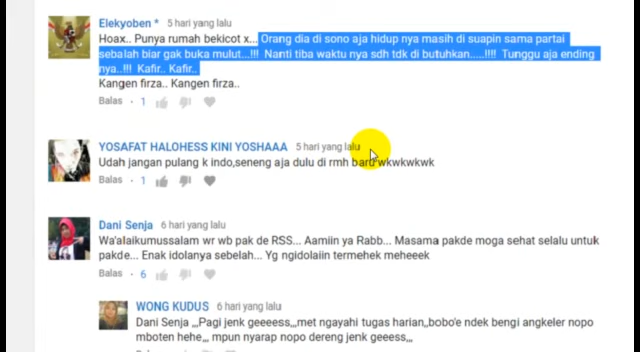 Elekyoben * 5 hari yang lalu
Hoax.. Punya rumah bekicot x... Orang dia di sono aja hidup nya masih di suapin sama partai
sebalah biar gak buka mulut...!!! Nanti tiba waktu nya sdh tdk di butuhkan.....!!!! Tunggu aja ending
nya..!!! Kafir.. Kafir..
Kangen firza.. Kangen firza..
Balas · 1
YOSAFAT HALOHESS KINI YOSHAAA 5 hari yang lalu
Udah jangan pulang k indo,seneng aja dulu di rmh baru wkwkwkwk
Balas · 1
Dani Senja 6 hari yang lalu
Wa'alaikumussalam wr wb pak de RSS... Aamiin ya Rabb... Masama pakde moga sehat selalu untuk
pakde... Enak idolanya sebelah... Yg ngidolaiin termehek meheeek
Balas · 6
WONG KUDUS 6 hari yang lalu
Dani Senja ,,,Pagi jenk geeeess,,,met ngayahi tugas harian,,bobo'e ndek bengi angkeler nopo
mboten hehe,,, mpun nyarap nopo dereng jenk geess,,,